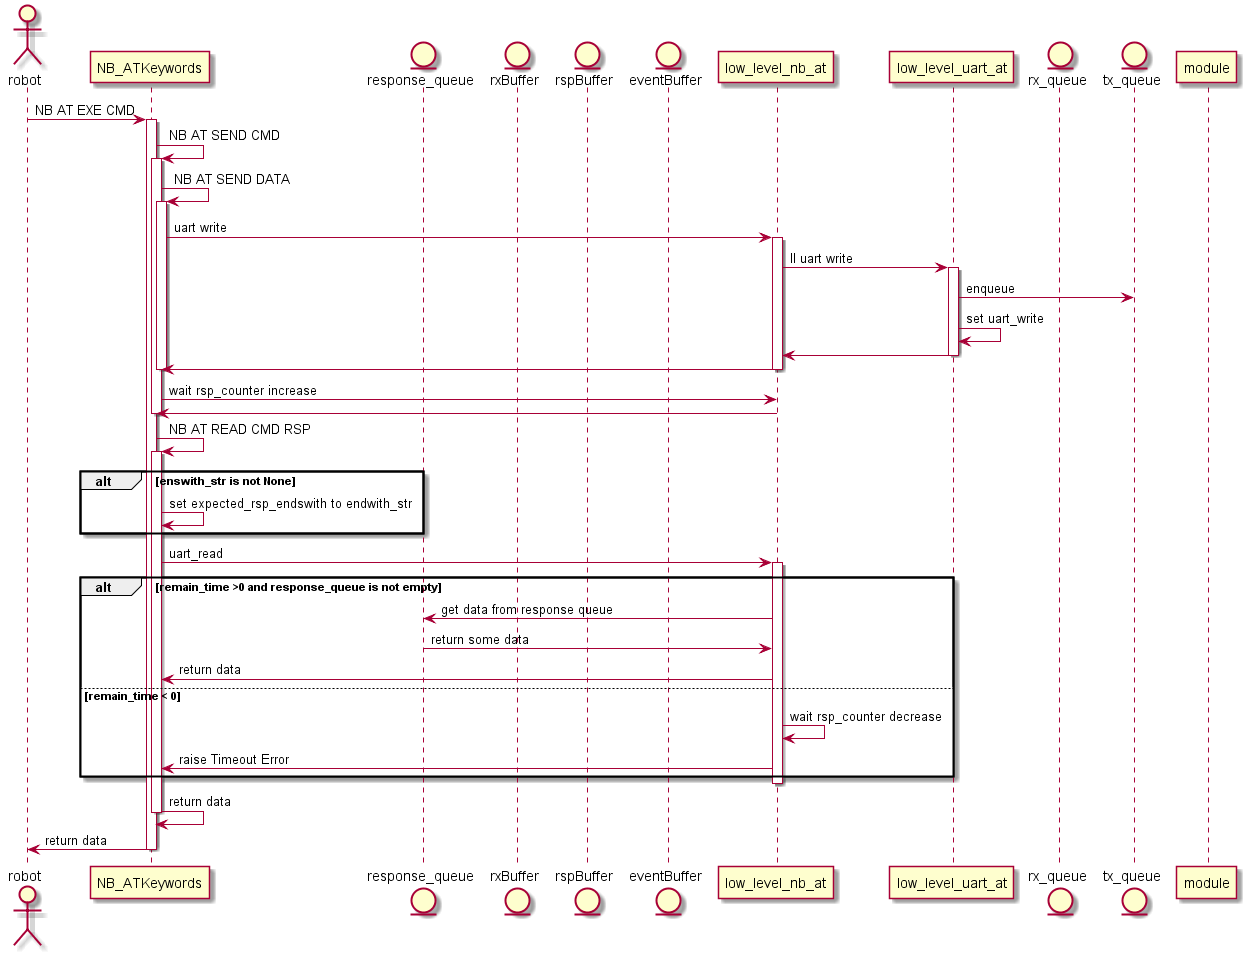 robot
NB_ATKeywords
response_queue
rxBuffer
rspBuffer
eventBuffer
low_level_nb_at
low_level_uart_at
rx_queue
tx_queue
module
NB AT EXE CMD
NB AT SEND CMD
NB AT SEND DATA
uart write
ll uart write
enqueue
set uart_write
wait rsp_counter increase
NB AT READ CMD RSP
alt
[enswith_str is not None]
set expected_rsp_endswith to endwith_str
uart_read
alt
[remain_time >0 and response_queue is not empty]
get data from response queue
return some data
return data
[remain_time < 0]
wait rsp_counter decrease
raise Timeout Error
return data
return data
robot
NB_ATKeywords
response_queue
rxBuffer
rspBuffer
eventBuffer
low_level_nb_at
low_level_uart_at
rx_queue
tx_queue
module